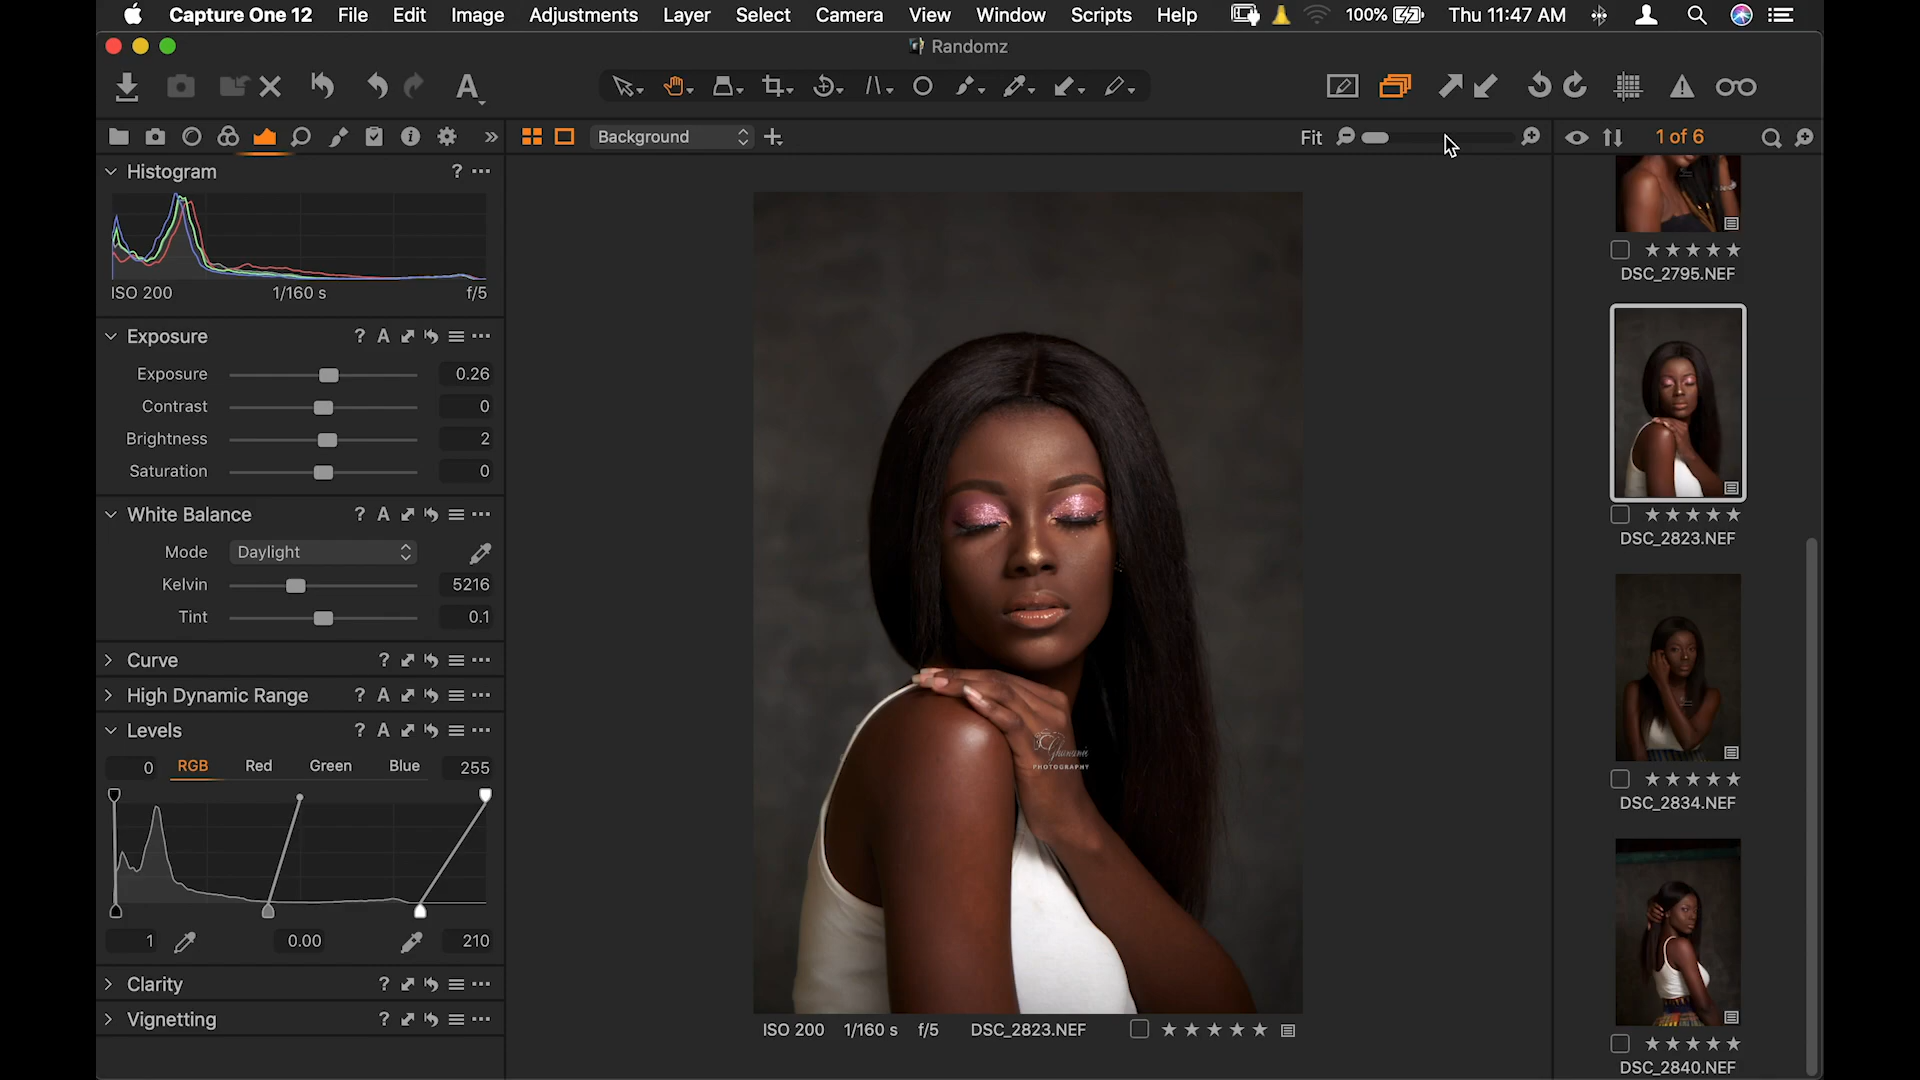 Capture One 12 File Edit Image Adjustments Layer Select Camera View Window Scripts Help 100% Thu 11:47 AM
Randomz
A
Background Fit 1 of 6
Histogram ?
ISO 200 1/160 s f/5
Exposure ? A
Exposure 0.26
Contrast 0
Brightness 2
Saturation 0
White Balance ? A
Mode Daylight
Kelvin 5216
Tint 0.1
Curve ?
High Dynamic Range ? A
Levels ? A
0 RGB Red Green Blue 255
1 0.00 210
Clarity ?
Vignetting ?
Ghunanii
PHOTOGRAPHY
ISO 200 1/160 s f/5 DSC_2823.NEF
DSC_2795.NEF
DSC_2823.NEF
DSC_2834.NEF
DSC_2840.NEF